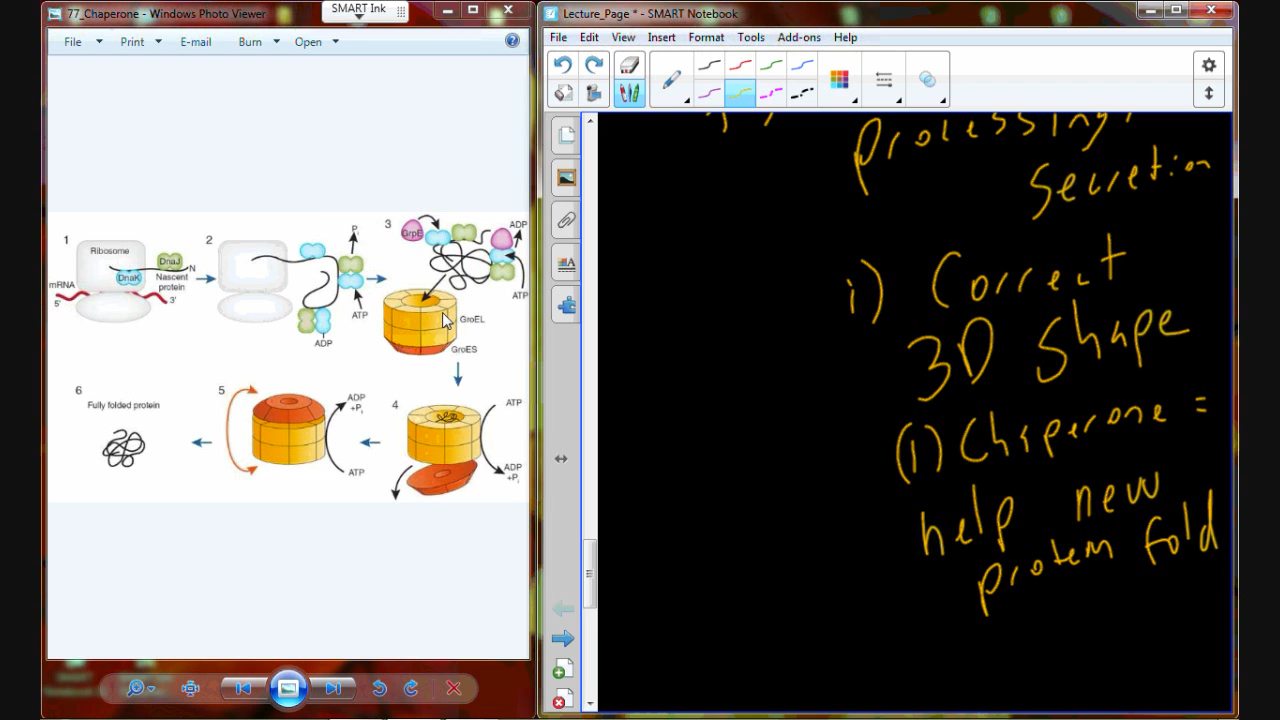 77_Chaperone - Windows Photo Viewer
SMART Ink
File Print E-mail Burn Open
1
Ribosome
DnaJ
N
DnaK
Nascent
protein
mRNA
5'
3'
2
Pi
ATP
ADP
3
GrpE
ADP
ATP
GroEL
GroES
6
Fully folded protein
5
ADP
+Pi
ATP
4
ATP
ADP
+Pi
Lecture_Page * - SMART Notebook
File Edit View Insert Format Tools Add-ons Help
Processing,
Secretion
i) Correct
3D Shape
(1) Chaperone =
help new
protein fold